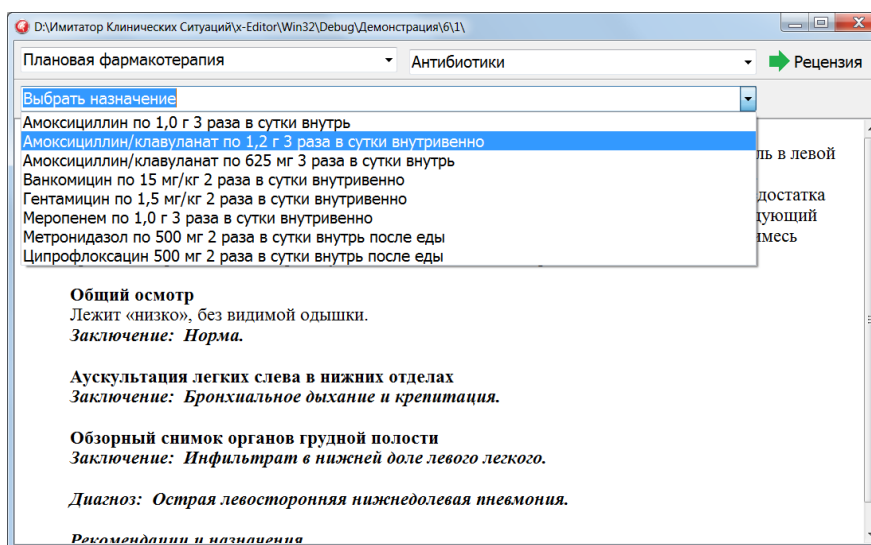 D:\Имитатор Клинических Ситуаций\x-Editor\Win32\Debug\Демонстрация\6\1\
Плановая фармакотерапия Антибиотики Рецензия
Выбрать назначение
Амоксициллин по 1,0 г 3 раза в сутки внутрь
Амоксициллин/клавуланат по 1,2 г 3 раза в сутки внутривенно
Амоксициллин/клавуланат по 625 мг 3 раза в сутки внутрь
ль в левой
Ванкомицин по 15 мг/кг 2 раза в сутки внутривенно
Гентамицин по 1,5 мг/кг 2 раза в сутки внутривенно
достатка
Меропенем по 1,0 г 3 раза в сутки внутривенно
дующий
Метронидазол по 500 мг 2 раза в сутки внутрь после еды
имесь
Ципрофлоксацин 500 мг 2 раза в сутки внутрь после еды
Общий осмотр
Лежит «низко», без видимой одышки.
Заключение: Норма.
Аускультация легких слева в нижних отделах
Заключение: Бронхиальное дыхание и крепитация.
Обзорный снимок органов грудной полости
Заключение: Инфильтрат в нижней доле левого легкого.
Диагноз: Острая левосторонняя нижнедолевая пневмония.
Рекомендации и назначения